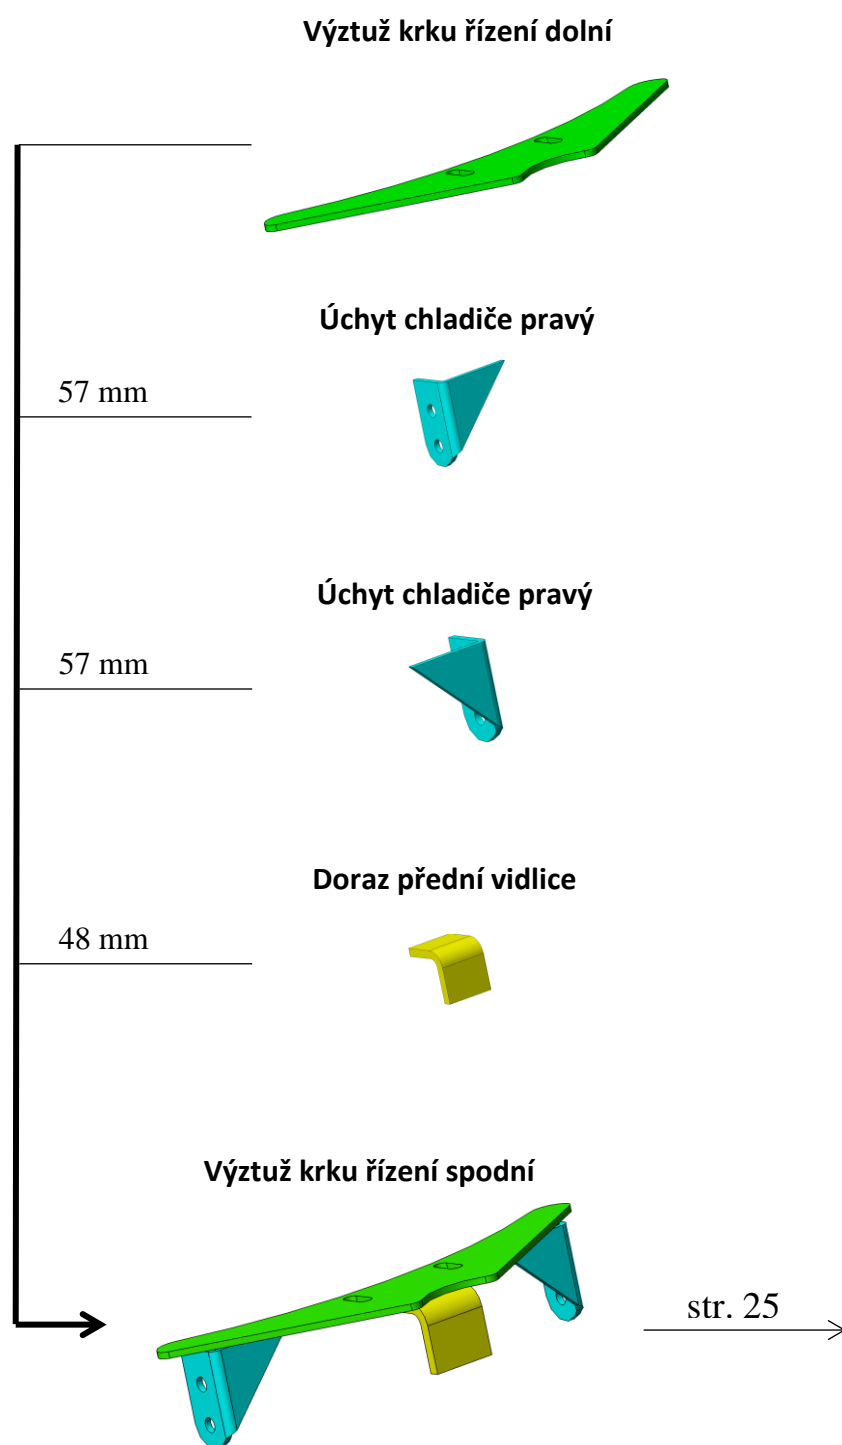 Výztuž krku řízení dolní
Úchyt chladiče pravý
57 mm
Úchyt chladiče pravý
57 mm
Doraz přední vidlice
48 mm
Výztuž krku řízení spodní
str. 25